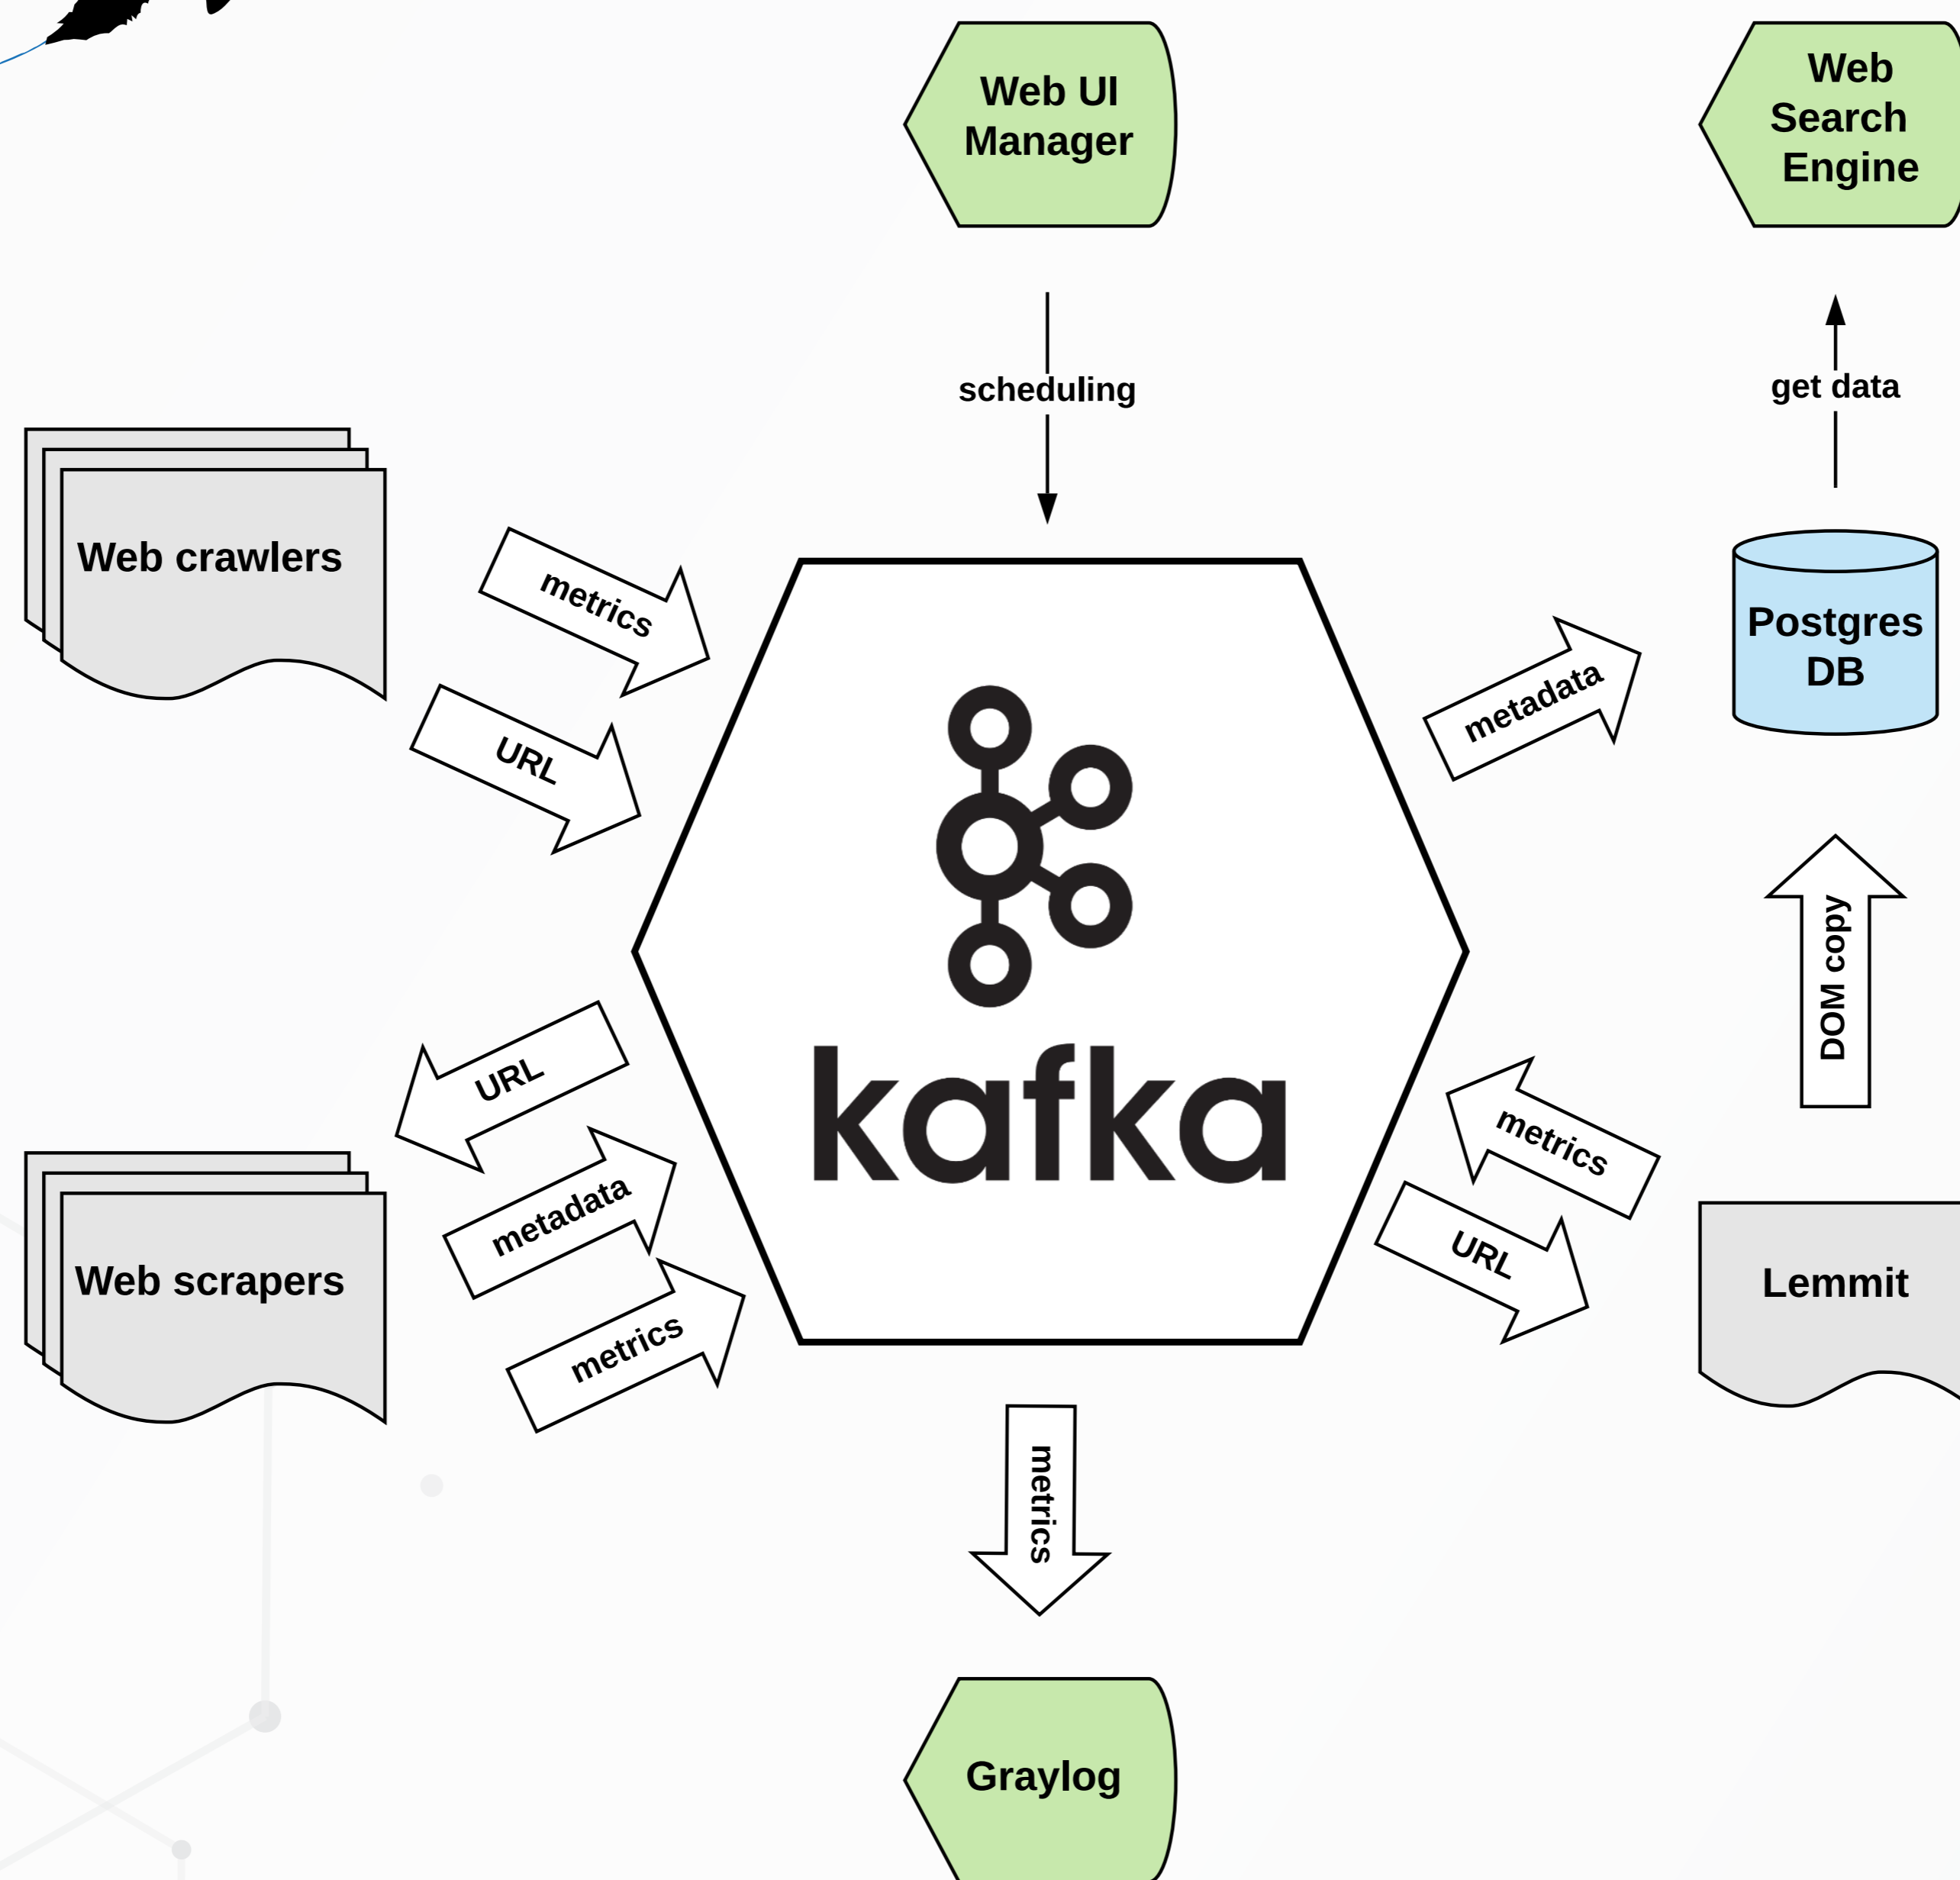 Web UI
Manager
Web
Search
Engine
scheduling
get data
Web crawlers
metrics
URL
metadata
Postgres
DB
kafka
DOM copy
URL
metadata
metrics
Web scrapers
metrics
URL
Lemmit
metrics
Graylog